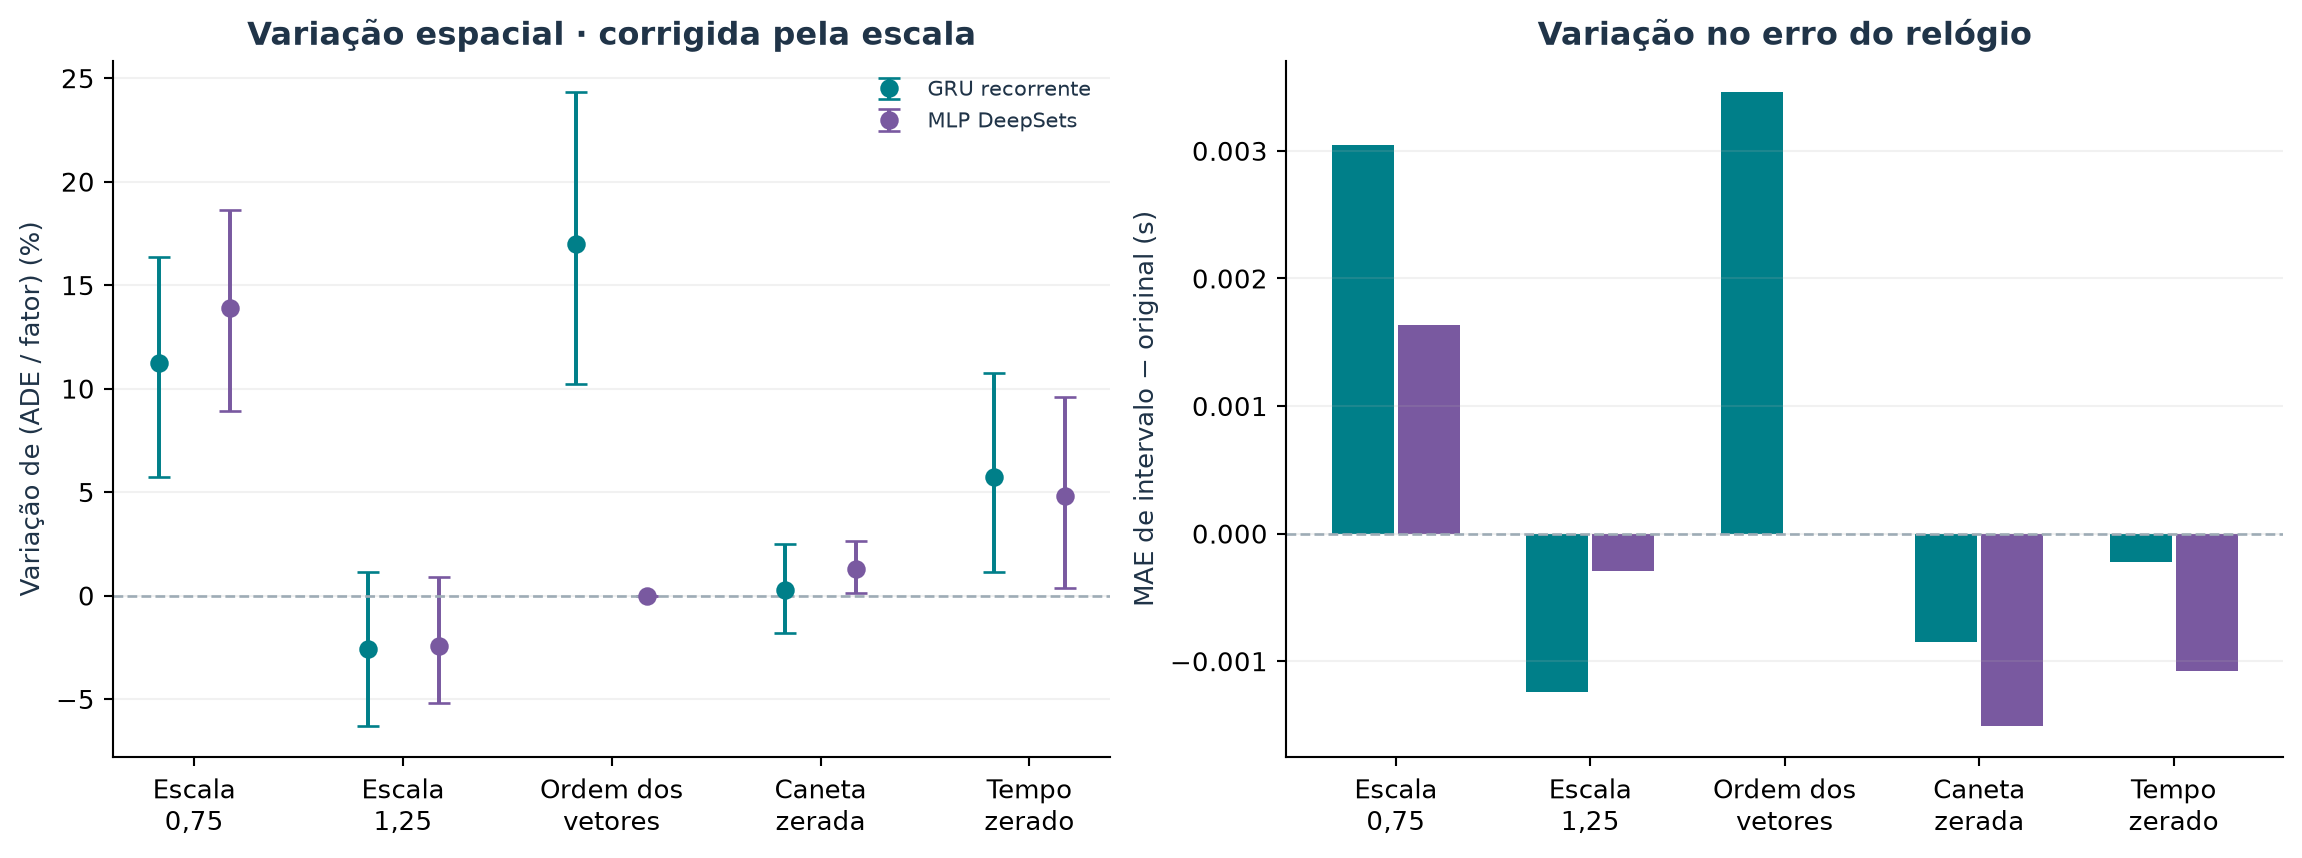 Variação espacial · corrigida pela escala
Variação de (ADE / fator) (%)
25
20
15
10
5
0
−5
GRU recorrente
MLP DeepSets
Escala
0,75
Escala
1,25
Ordem dos
vetores
Caneta
zerada
Tempo
zerado
Variação no erro do relógio
MAE de intervalo − original (s)
0.003
0.002
0.001
0.000
−0.001
Escala
0,75
Escala
1,25
Ordem dos
vetores
Caneta
zerada
Tempo
zerado